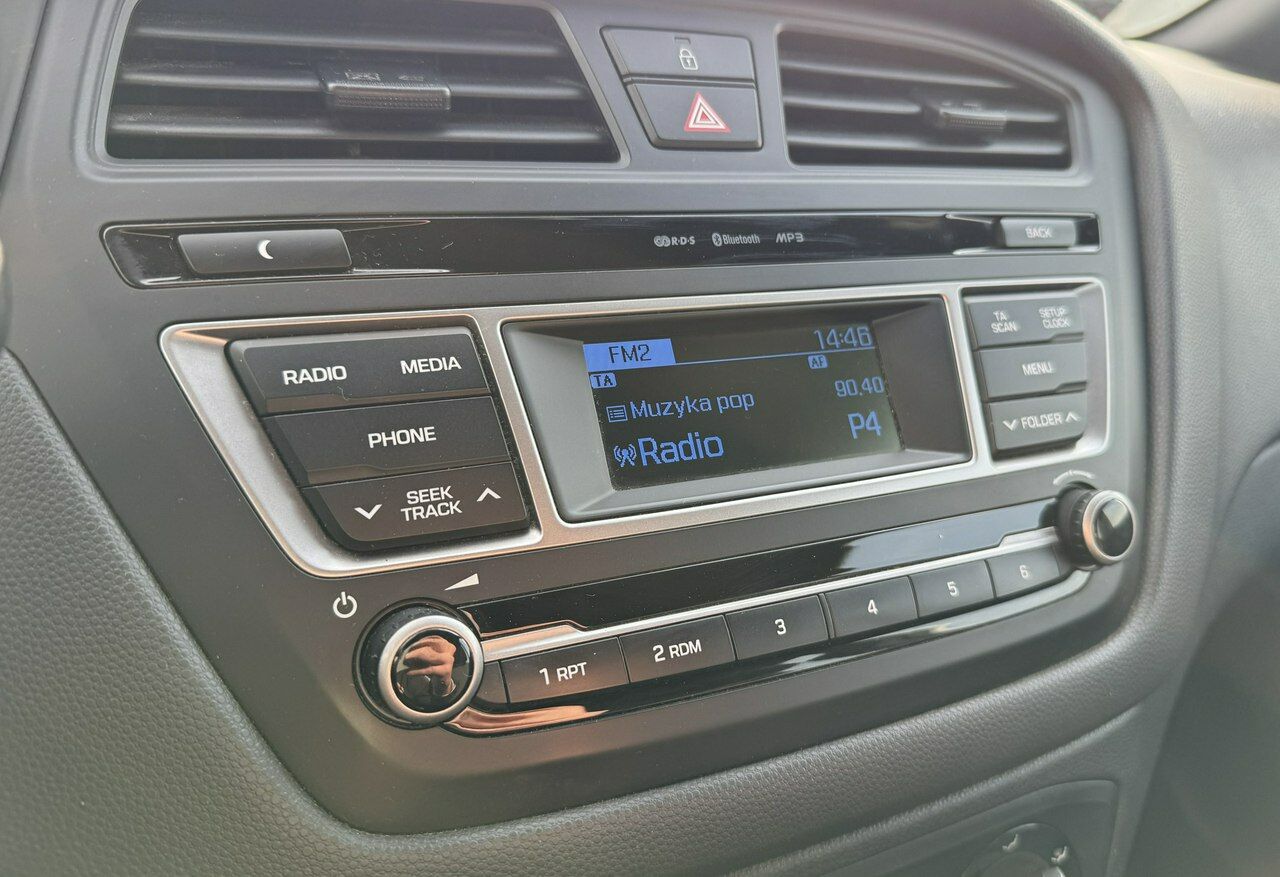 R·D·S Bluetooth MP3
BACK
RADIO MEDIA
PHONE
SEEK
TRACK
FM2 14:46
TA AF
Muzyka pop 90.40
Radio P4
TA
SCAN
SETUP
CLOCK
MENU
FOLDER
1 RPT 2 RDM 3 4 5 6